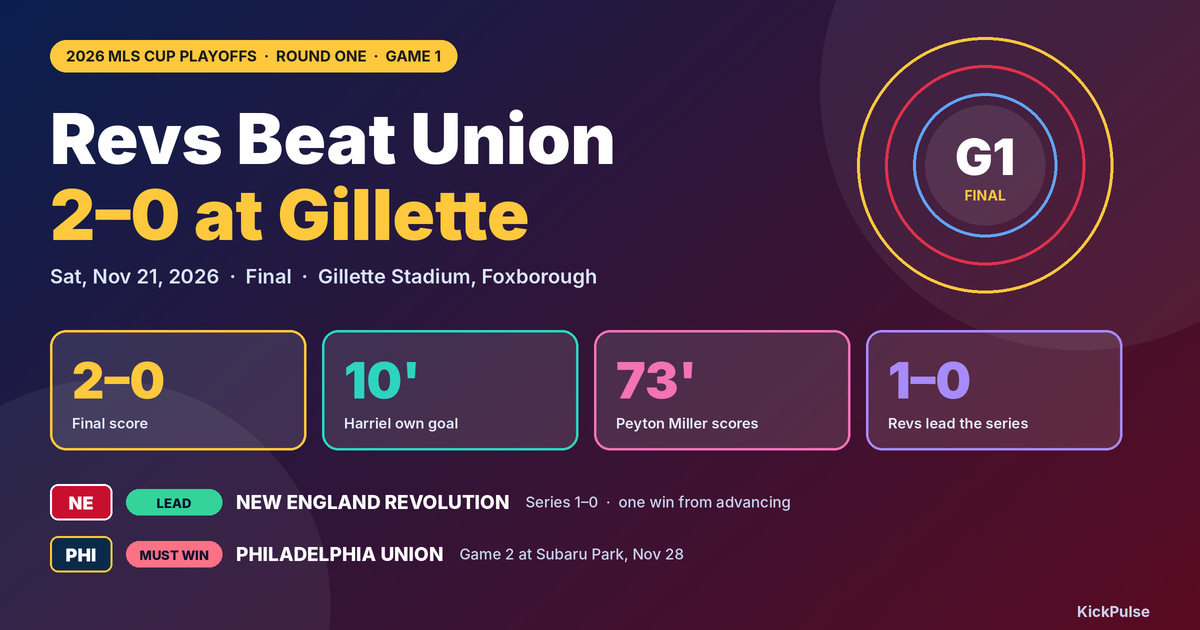 2026 MLS CUP PLAYOFFS · ROUND ONE · GAME 1
Revs Beat Union
2–0 at Gillette
Sat, Nov 21, 2026 · Final · Gillette Stadium, Foxborough
G1
FINAL
2–0
Final score
10'
Harriel own goal
73'
Peyton Miller scores
1–0
Revs lead the series
NE LEAD NEW ENGLAND REVOLUTION Series 1–0 · one win from advancing
PHI MUST WIN PHILADELPHIA UNION Game 2 at Subaru Park, Nov 28
KickPulse